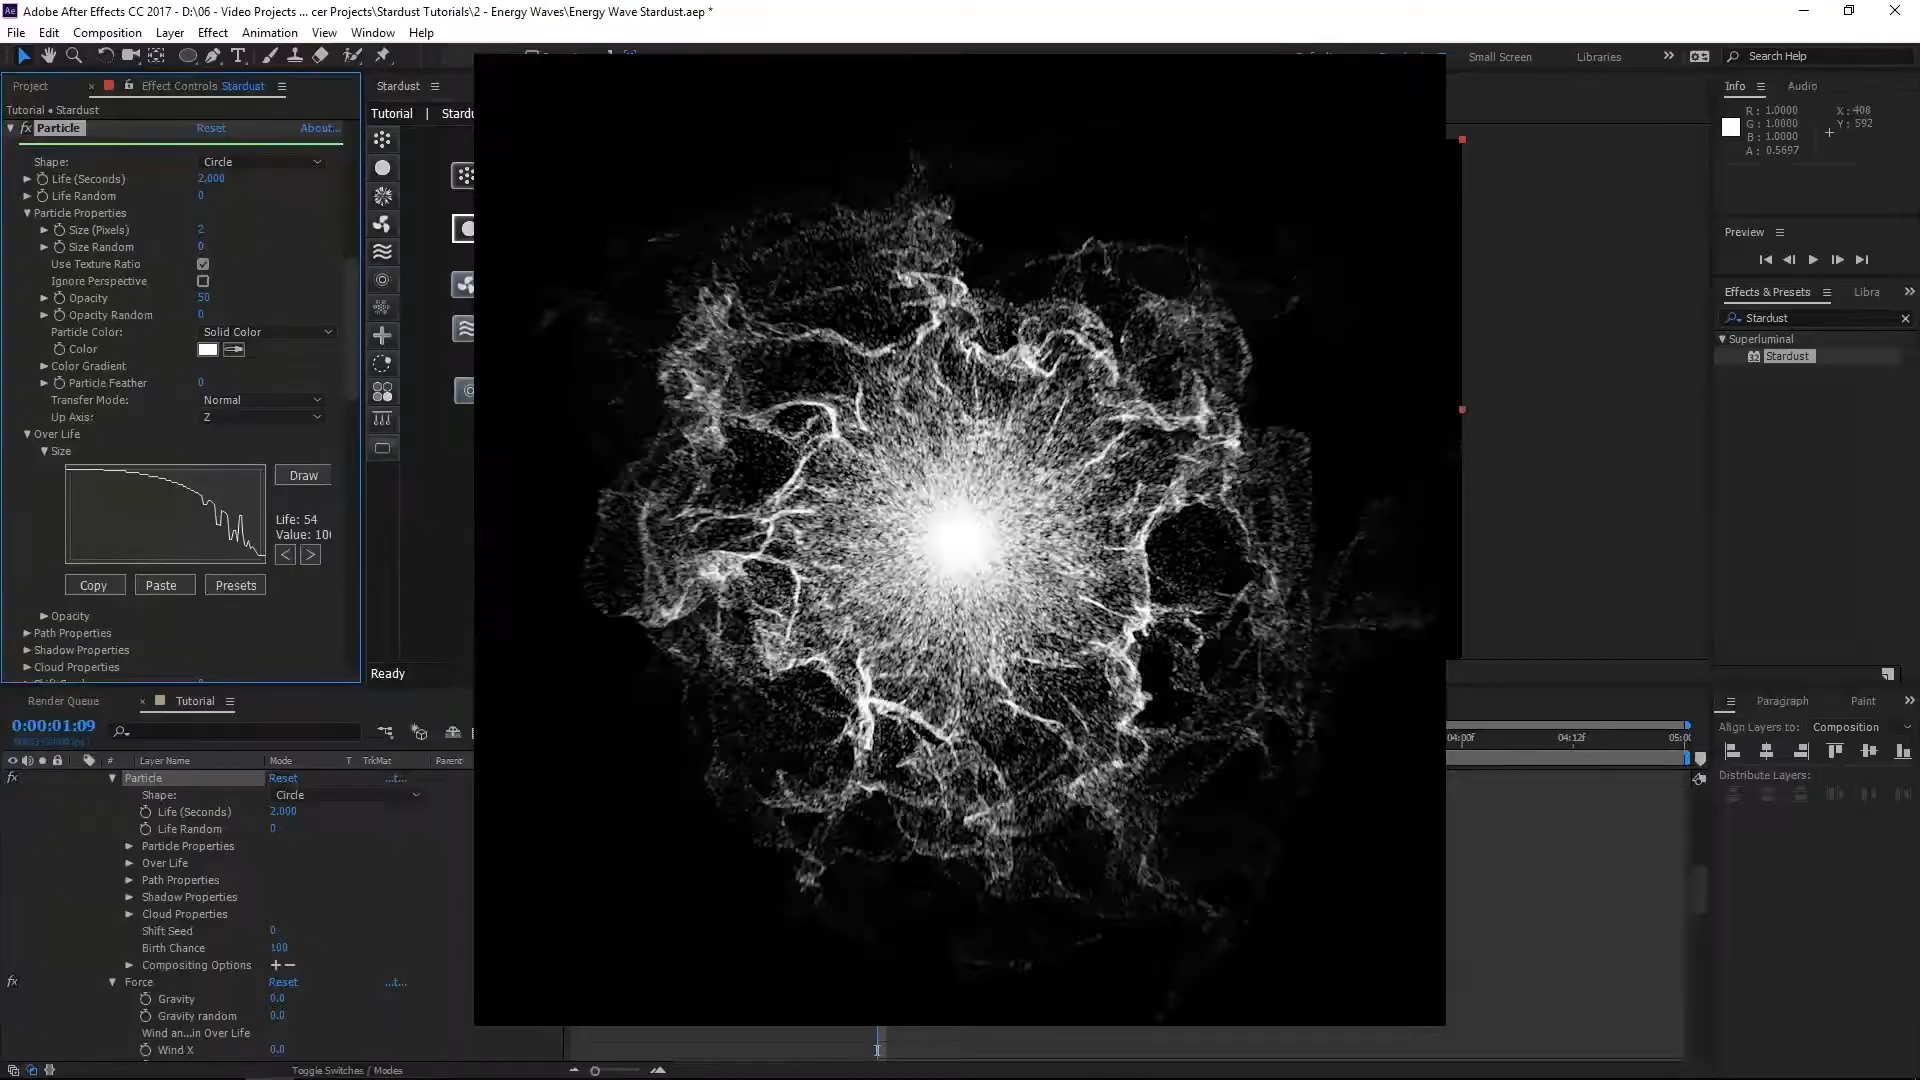 Adobe After Effects CC 2017 - D:\06 - Video Projects ... cer Projects\Stardust Tutorials\2 - Energy Waves\Energy Wave Stardust.aep *
File Edit Composition Layer Effect Animation View Window Help
Small Screen Libraries Search Help
Project Effect Controls Stardust
Tutorial • Stardust
fx Particle Reset About...
Shape: Circle
Life (Seconds) 2.000
Life Random 0
Particle Properties
Size (Pixels) 2
Size Random 0
Use Texture Ratio
Ignore Perspective
Opacity 50
Opacity Random 0
Particle Color: Solid Color
Color
Color Gradient
Particle Feather 0
Transfer Mode: Normal
Up Axis: Z
Over Life
Size
Draw
Life: 54
Value: 10
< >
Copy Paste Presets
Opacity
Path Properties
Shadow Properties
Cloud Properties
Stardust
Tutorial | Stardu
Ready
Info Audio
R: 1.0000 X: 408
G: 1.0000 Y: 592
B: 1.0000
A: 0.5697
Preview
Effects & Presets Libra
Stardust
Superluminal
32 Stardust
Render Queue Tutorial
0:00:01:09
# Layer Name Mode T TrkMat Parent
fx Particle Reset ...t...
Shape: Circle
Life (Seconds) 2.000
Life Random 0
Particle Properties
Over Life
Path Properties
Shadow Properties
Cloud Properties
Shift Seed 0
Birth Chance 100
Compositing Options + −
fx Force Reset ...t...
Gravity 0.0
Gravity random 0.0
Wind an...in Over Life
Wind X 0.0
Toggle Switches / Modes
04:00f 04:12f 05:00
Paragraph Paint
Align Layers to: Composition
Distribute Layers: